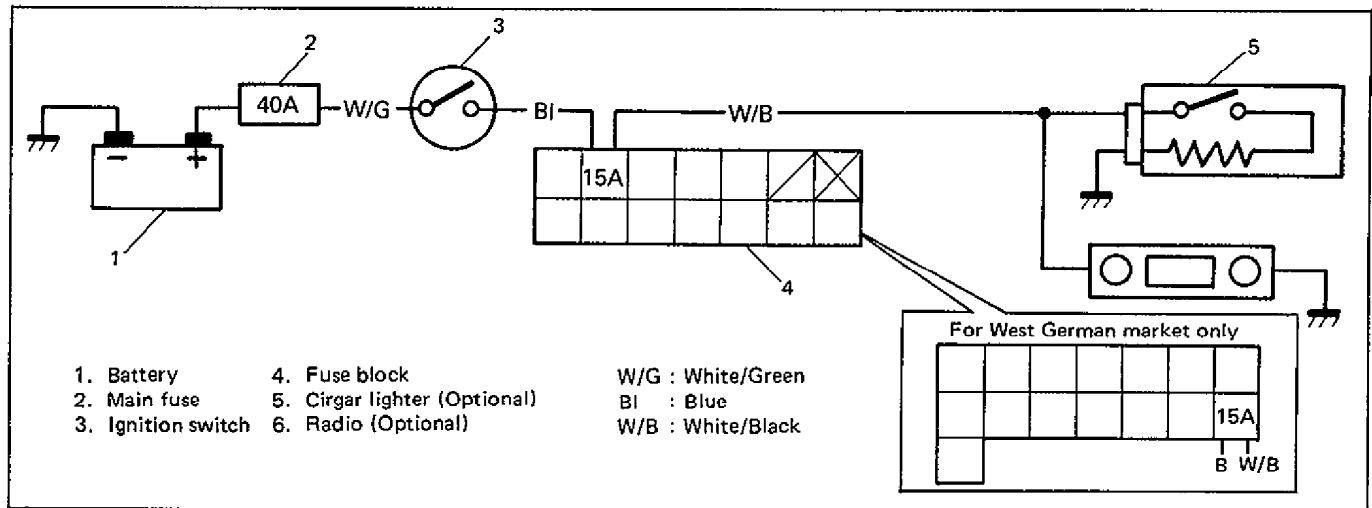 2
3
5
40A
W/G
Bl
W/B
15A
−
+
1
4
For West German market only
15A
B W/B
1. Battery
2. Main fuse
3. Ignition switch
4. Fuse block
5. Cirgar lighter (Optional)
6. Radio (Optional)
W/G : White/Green
Bl : Blue
W/B : White/Black